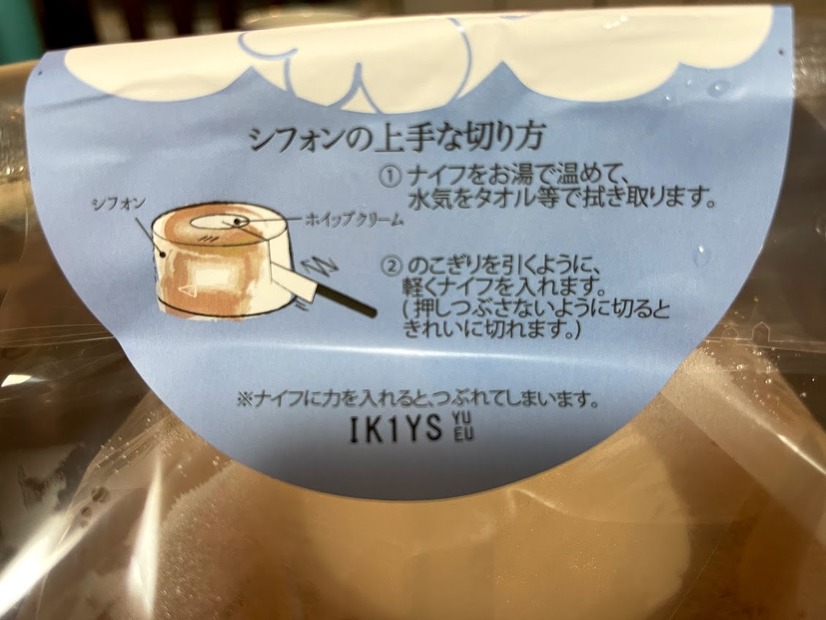 シフォンの上手な切り方
① ナイフをお湯で温めて、
水気をタオル等で拭き取ります。
シフォン
ホイップクリーム
② のこぎりを引くように、
軽くナイフを入れます。
(押しつぶさないように切ると
きれいに切れます。)
※ナイフに力を入れると、つぶれてしまいます。
IK1YS YU
EU